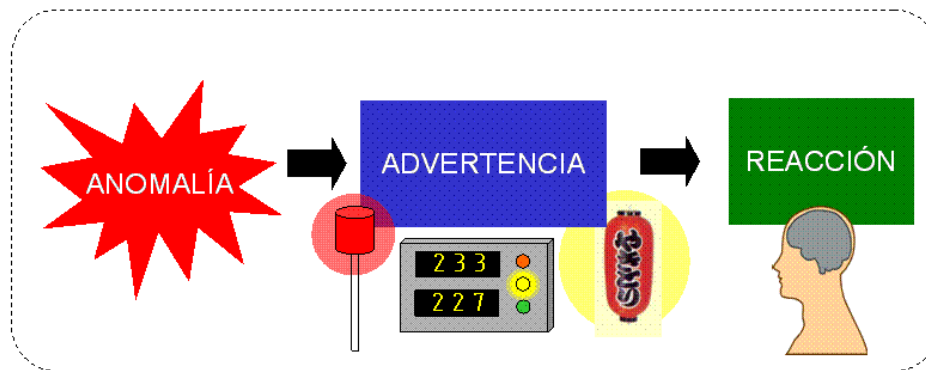 ANOMALÍA
ADVERTENCIA
REACCIÓN
233
227